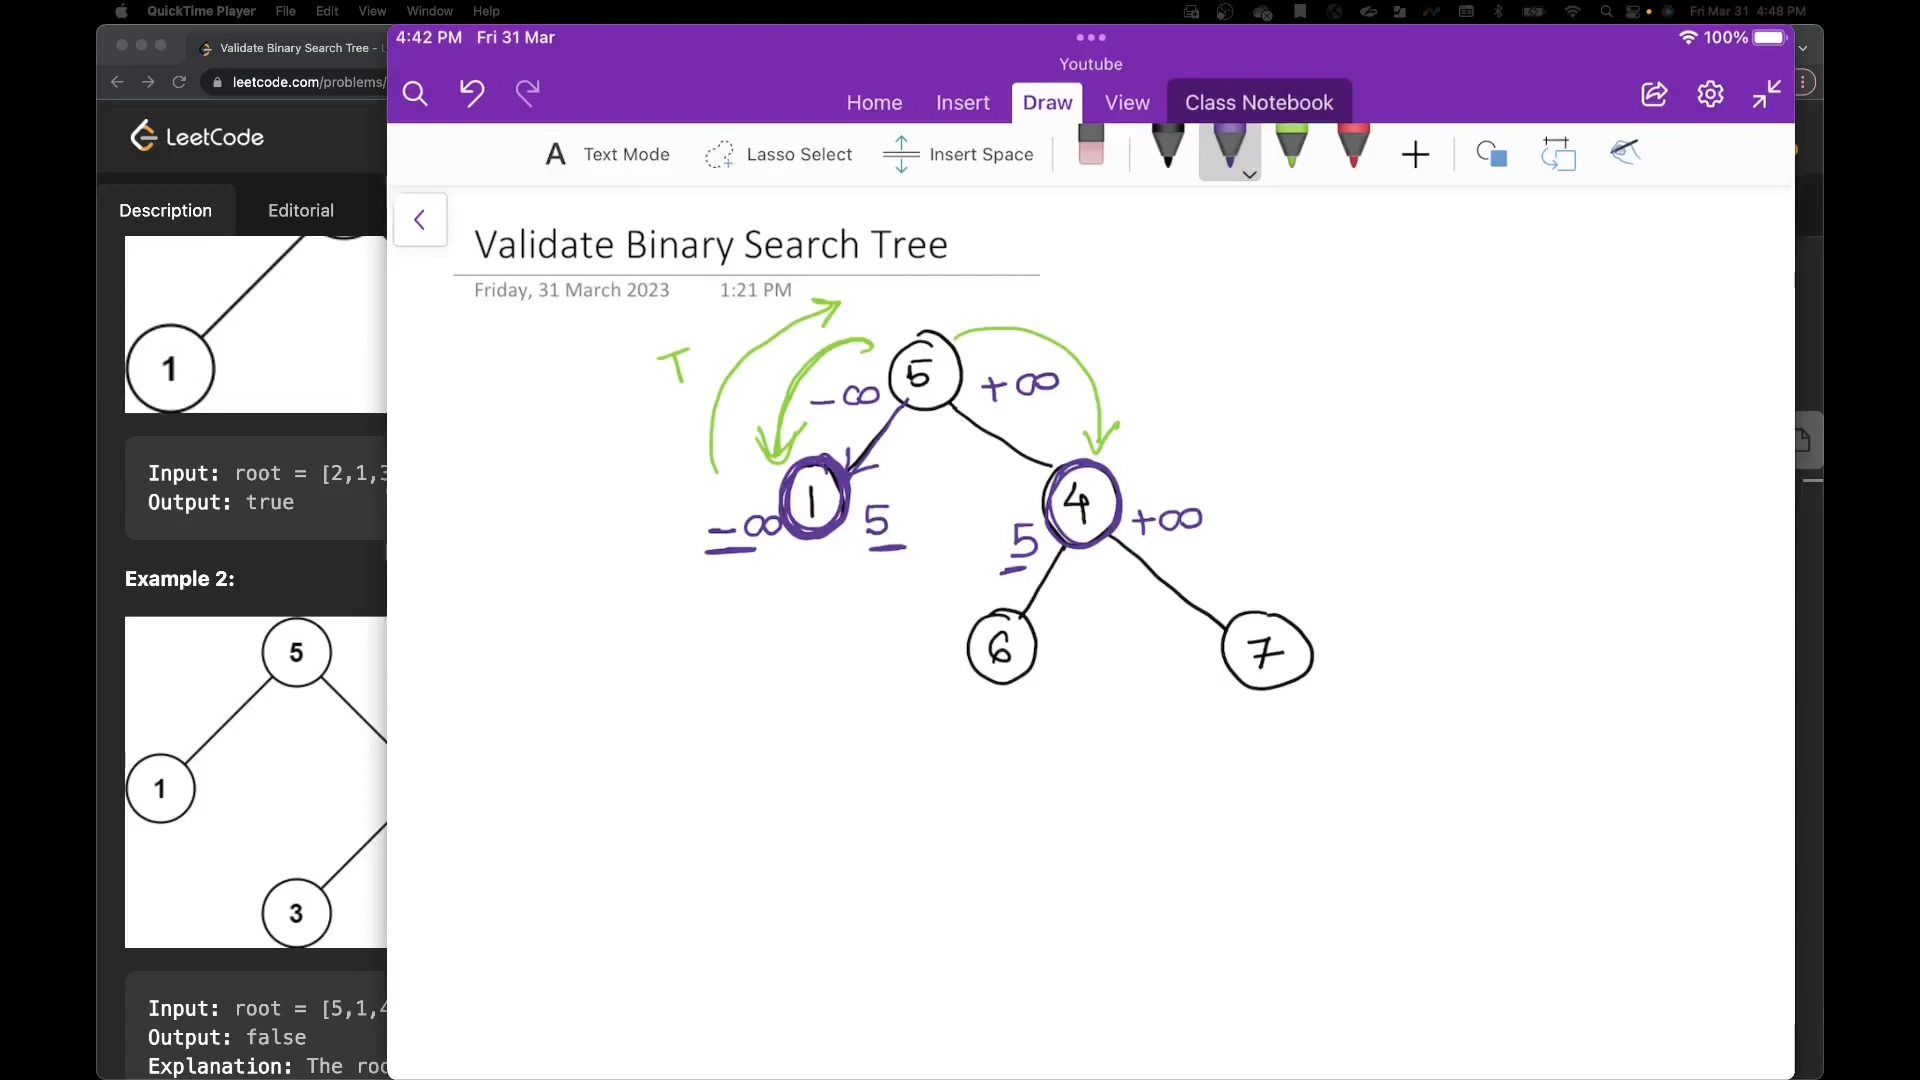 QuickTime Player File Edit View Window Help Fri Mar 31 4:48 PM
Validate Binary Search Tree -
leetcode.com/problems/
LeetCode
Description Editorial
1
Input: root = [2,1,3
Output: true
Example 2:
5
1
3
Input: root = [5,1,4
Output: false
Explanation: The roo
4:42 PM Fri 31 Mar
100%
Youtube
Home Insert Draw View Class Notebook
A Text Mode Lasso Select Insert Space
Validate Binary Search Tree
Friday, 31 March 2023 1:21 PM
T
-∞ 5 +∞
-∞ 1 5
5 4 +∞
6 7